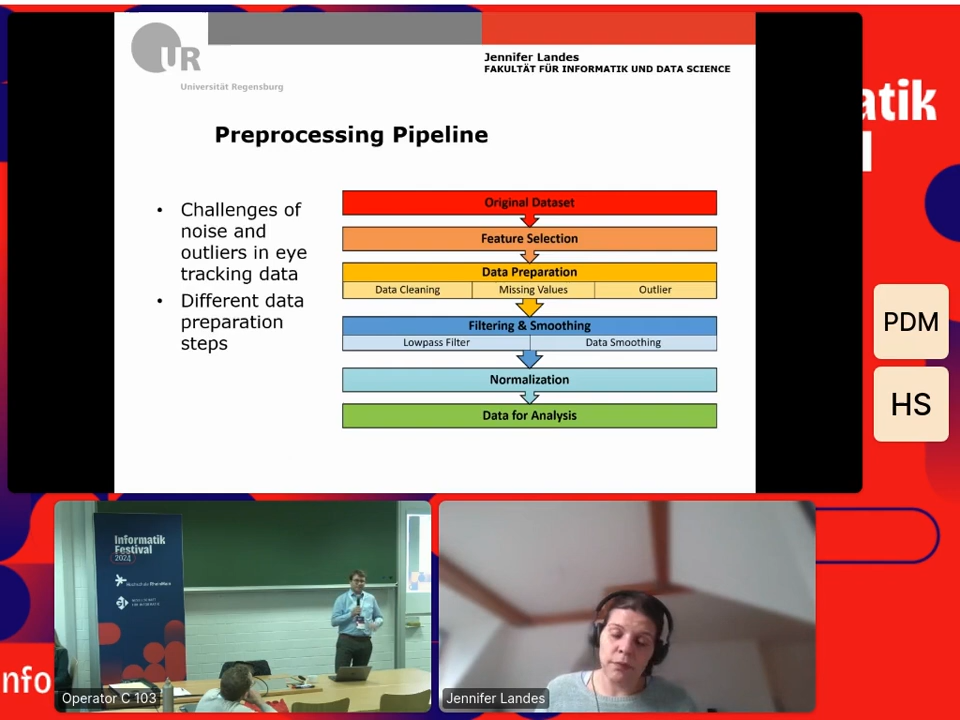 UR
Universität Regensburg
Jennifer Landes
FAKULTÄT FÜR INFORMATIK UND DATA SCIENCE
Preprocessing Pipeline
• Challenges of
noise and
outliers in eye
tracking data
• Different data
preparation
steps
Original Dataset
Feature Selection
Data Preparation
Data Cleaning Missing Values Outlier
Filtering & Smoothing
Lowpass Filter Data Smoothing
Normalization
Data for Analysis
atik
PDM
HS
Informatik
Festival
2024
Hochschule RheinMain
nfo
Operator C 103
Jennifer Landes